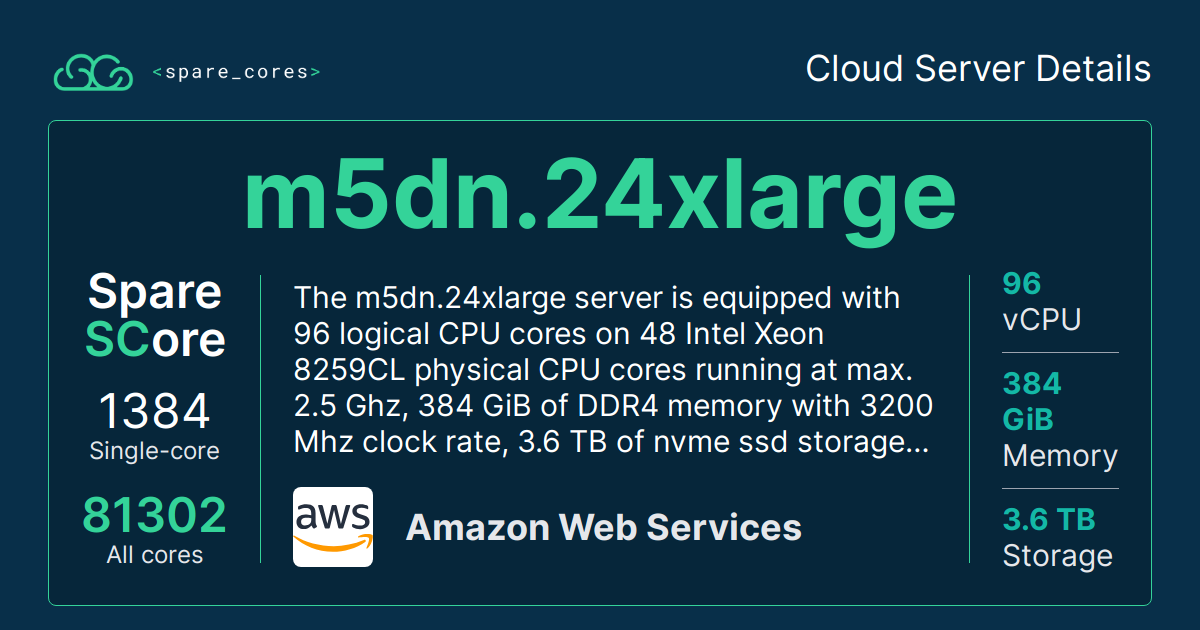 <spare_cores>
Cloud Server Details
m5dn.24xlarge
Spare
SCore
1384
Single-core
81302
All cores
The m5dn.24xlarge server is equipped with
96 logical CPU cores on 48 Intel Xeon
8259CL physical CPU cores running at max.
2.5 Ghz, 384 GiB of DDR4 memory with 3200
Mhz clock rate, 3.6 TB of nvme ssd storage...
aws
Amazon Web Services
96
vCPU
384
GiB
Memory
3.6 TB
Storage